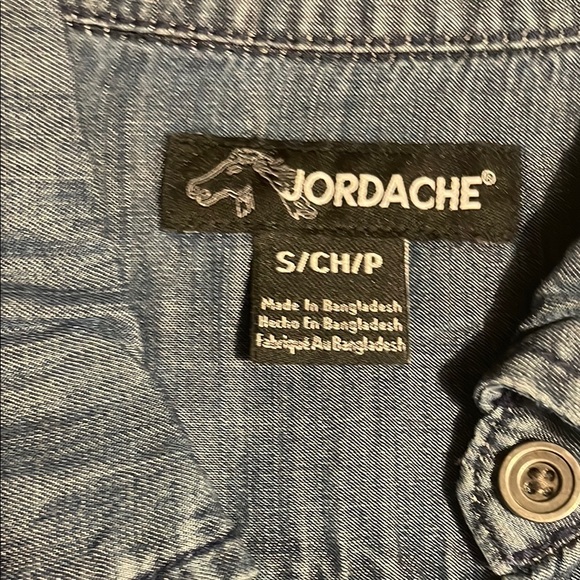 JORDACHE®
S/CH/P
Made In Bangladesh
Hecho En Bangladesh
Fabriqué Au Bangladesh